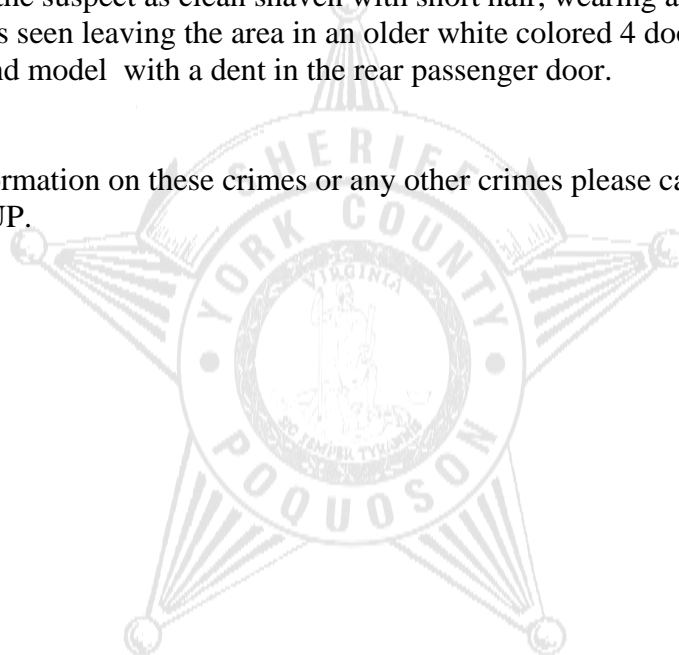 the suspect as clean shaven with short hair, wearing a
s seen leaving the area in an older white colored 4 doo
nd model with a dent in the rear passenger door.
ormation on these crimes or any other crimes please ca
UP.
SHERIFF
YORK COUNTY
VIRGINIA
SIC SEMPER TYRANNIS
POQUOSON